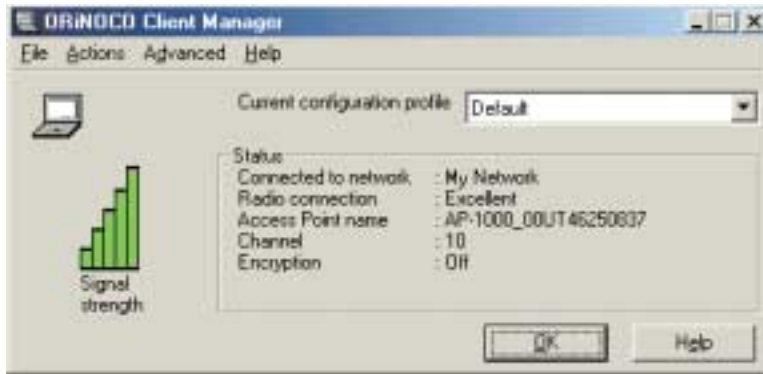 ORiNOCO Client Manager
File Actions Advanced Help
Current configuration profile Default
Status
Connected to network : My Network
Radio connection : Excellent
Access Point name : AP-1000_00UT46250837
Channel : 10
Encryption : Off
Signal
strength
OK Help